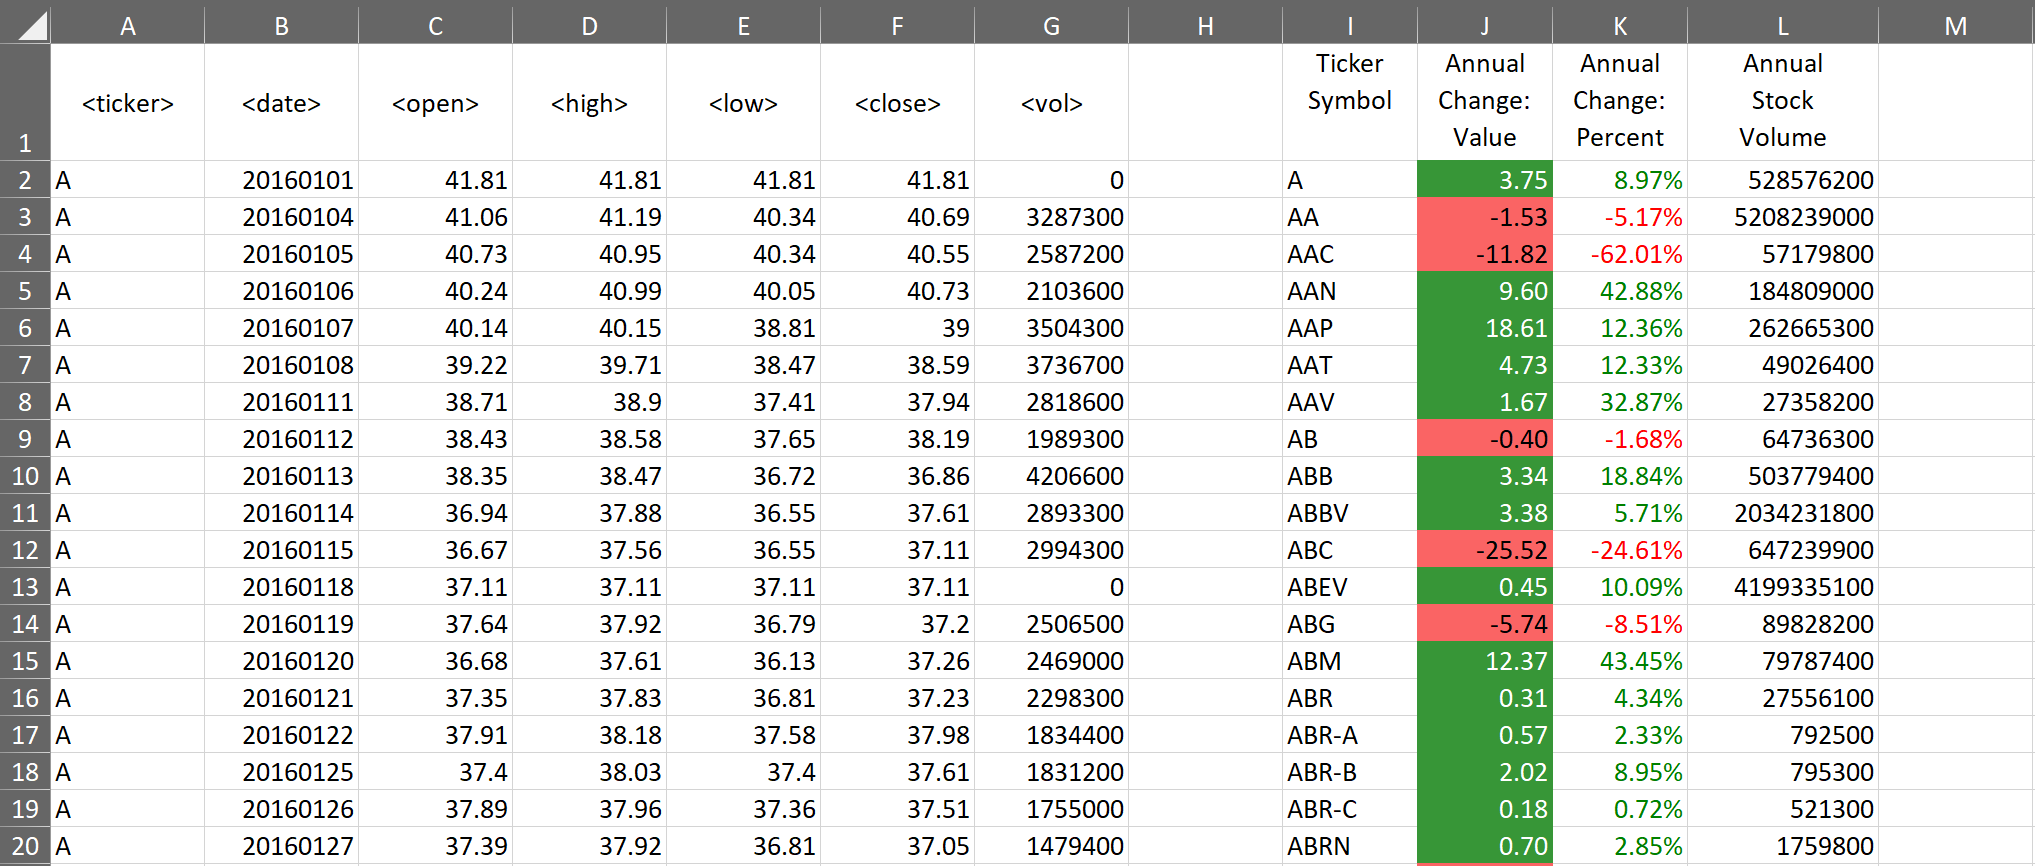 A B C D E F G H I J K L M
1 <ticker> <date> <open> <high> <low> <close> <vol> Ticker Symbol Annual Change: Value Annual Change: Percent Annual Stock Volume
2 A 20160101 41.81 41.81 41.81 41.81 0 A 3.75 8.97% 528576200
3 A 20160104 41.06 41.19 40.34 40.69 3287300 AA -1.53 -5.17% 5208239000
4 A 20160105 40.73 40.95 40.34 40.55 2587200 AAC -11.82 -62.01% 57179800
5 A 20160106 40.24 40.99 40.05 40.73 2103600 AAN 9.60 42.88% 184809000
6 A 20160107 40.14 40.15 38.81 39 3504300 AAP 18.61 12.36% 262665300
7 A 20160108 39.22 39.71 38.47 38.59 3736700 AAT 4.73 12.33% 49026400
8 A 20160111 38.71 38.9 37.41 37.94 2818600 AAV 1.67 32.87% 27358200
9 A 20160112 38.43 38.58 37.65 38.19 1989300 AB -0.40 -1.68% 64736300
10 A 20160113 38.35 38.47 36.72 36.86 4206600 ABB 3.34 18.84% 503779400
11 A 20160114 36.94 37.88 36.55 37.61 2893300 ABBV 3.38 5.71% 2034231800
12 A 20160115 36.67 37.56 36.55 37.11 2994300 ABC -25.52 -24.61% 647239900
13 A 20160118 37.11 37.11 37.11 37.11 0 ABEV 0.45 10.09% 4199335100
14 A 20160119 37.64 37.92 36.79 37.2 2506500 ABG -5.74 -8.51% 89828200
15 A 20160120 36.68 37.61 36.13 37.26 2469000 ABM 12.37 43.45% 79787400
16 A 20160121 37.35 37.83 36.81 37.23 2298300 ABR 0.31 4.34% 27556100
17 A 20160122 37.91 38.18 37.58 37.98 1834400 ABR-A 0.57 2.33% 792500
18 A 20160125 37.4 38.03 37.4 37.61 1831200 ABR-B 2.02 8.95% 795300
19 A 20160126 37.89 37.96 37.36 37.51 1755000 ABR-C 0.18 0.72% 521300
20 A 20160127 37.39 37.92 36.81 37.05 1479400 ABRN 0.70 2.85% 1759800